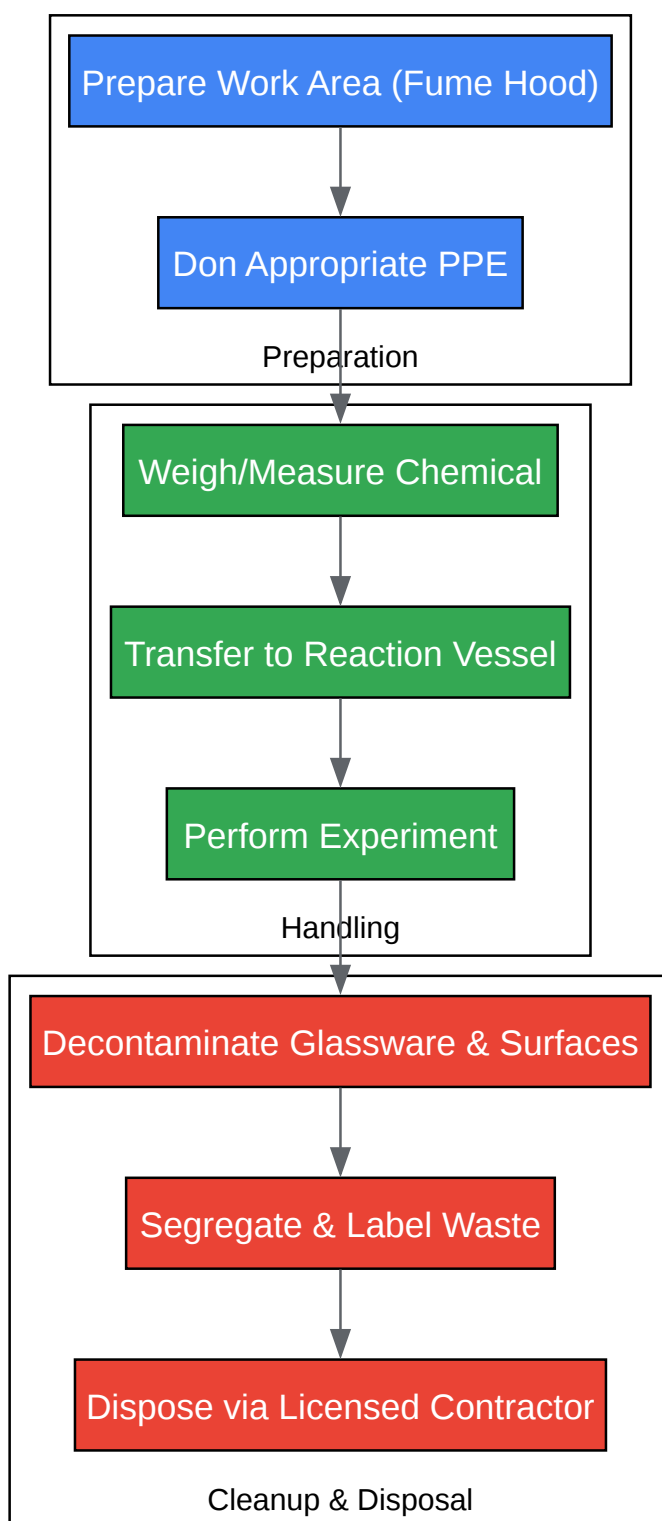 Prepare Work Area (Fume Hood)
Don Appropriate PPE
Preparation
Weigh/Measure Chemical
Transfer to Reaction Vessel
Perform Experiment
Handling
Decontaminate Glassware & Surfaces
Segregate & Label Waste
Dispose via Licensed Contractor
Cleanup & Disposal